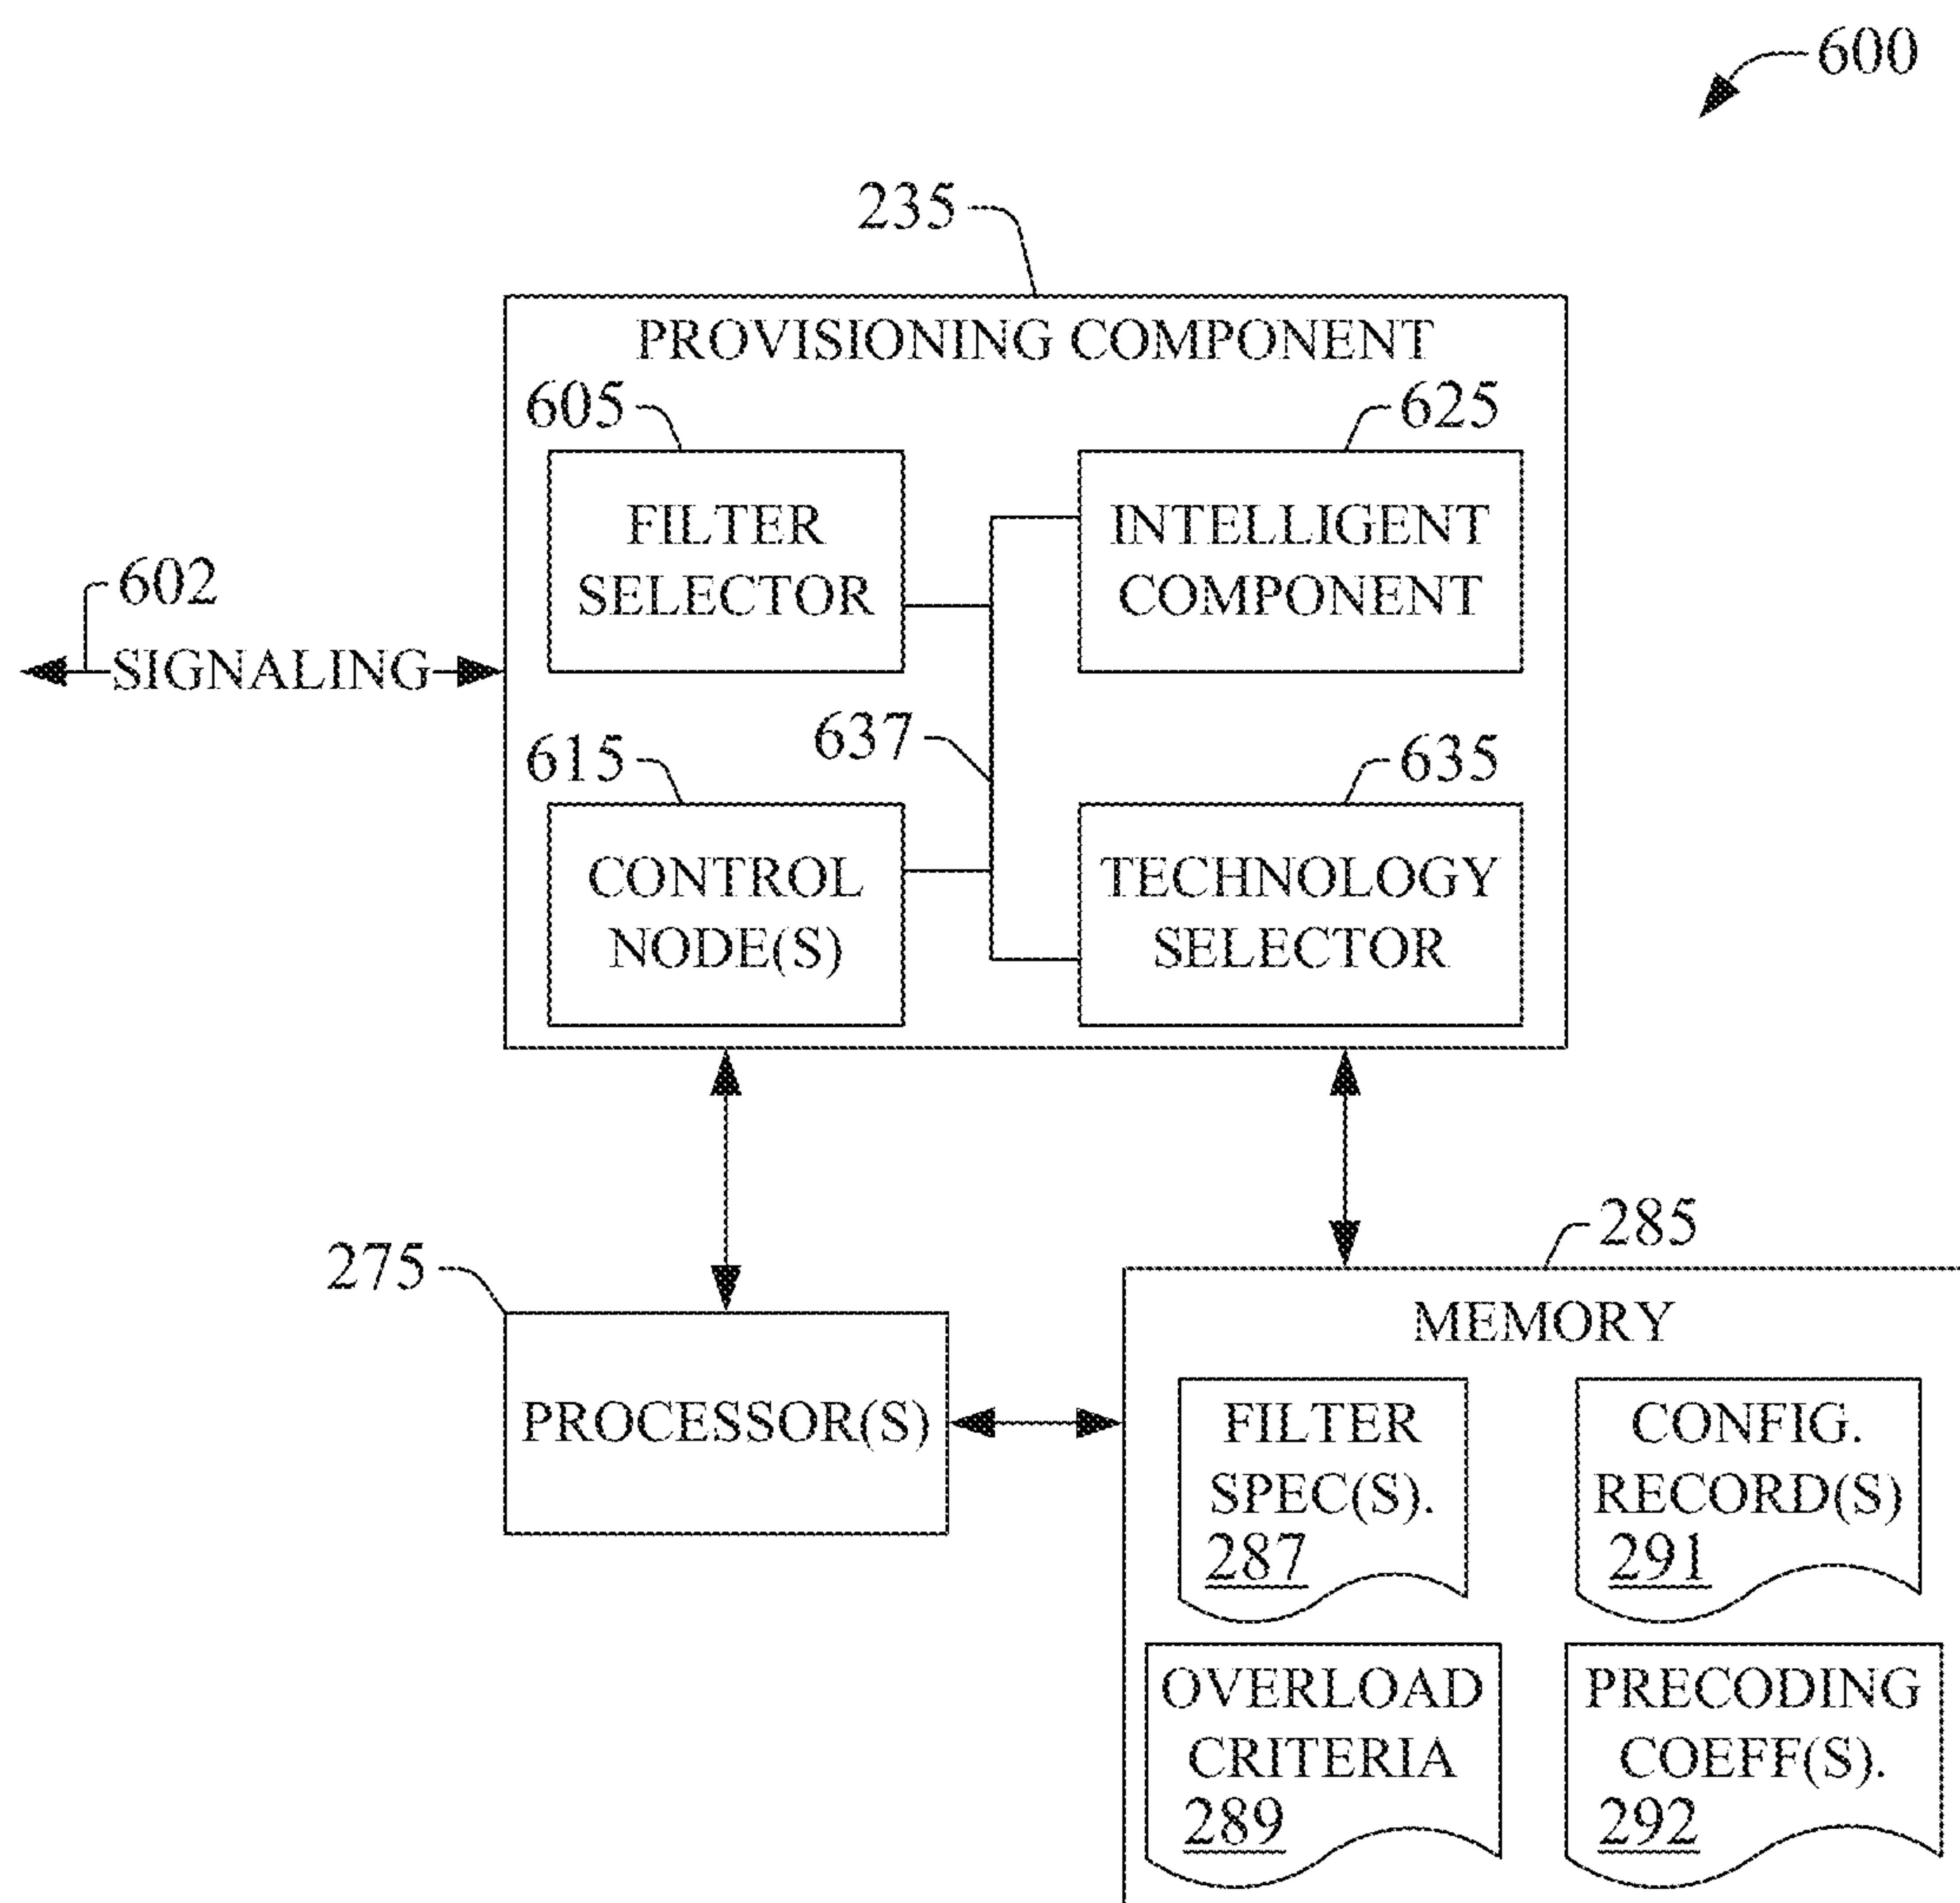 600
235
PROVISIONING COMPONENT
605
625
FILTER
SELECTOR
INTELLIGENT
COMPONENT
602
SIGNALING
637
615
635
CONTROL
NODE(S)
TECHNOLOGY
SELECTOR
275
285
PROCESSOR(S)
MEMORY
FILTER
SPEC(S).
287
CONFIG.
RECORD(S)
291
OVERLOAD
CRITERIA
289
PRECODING
COEFF(S).
292